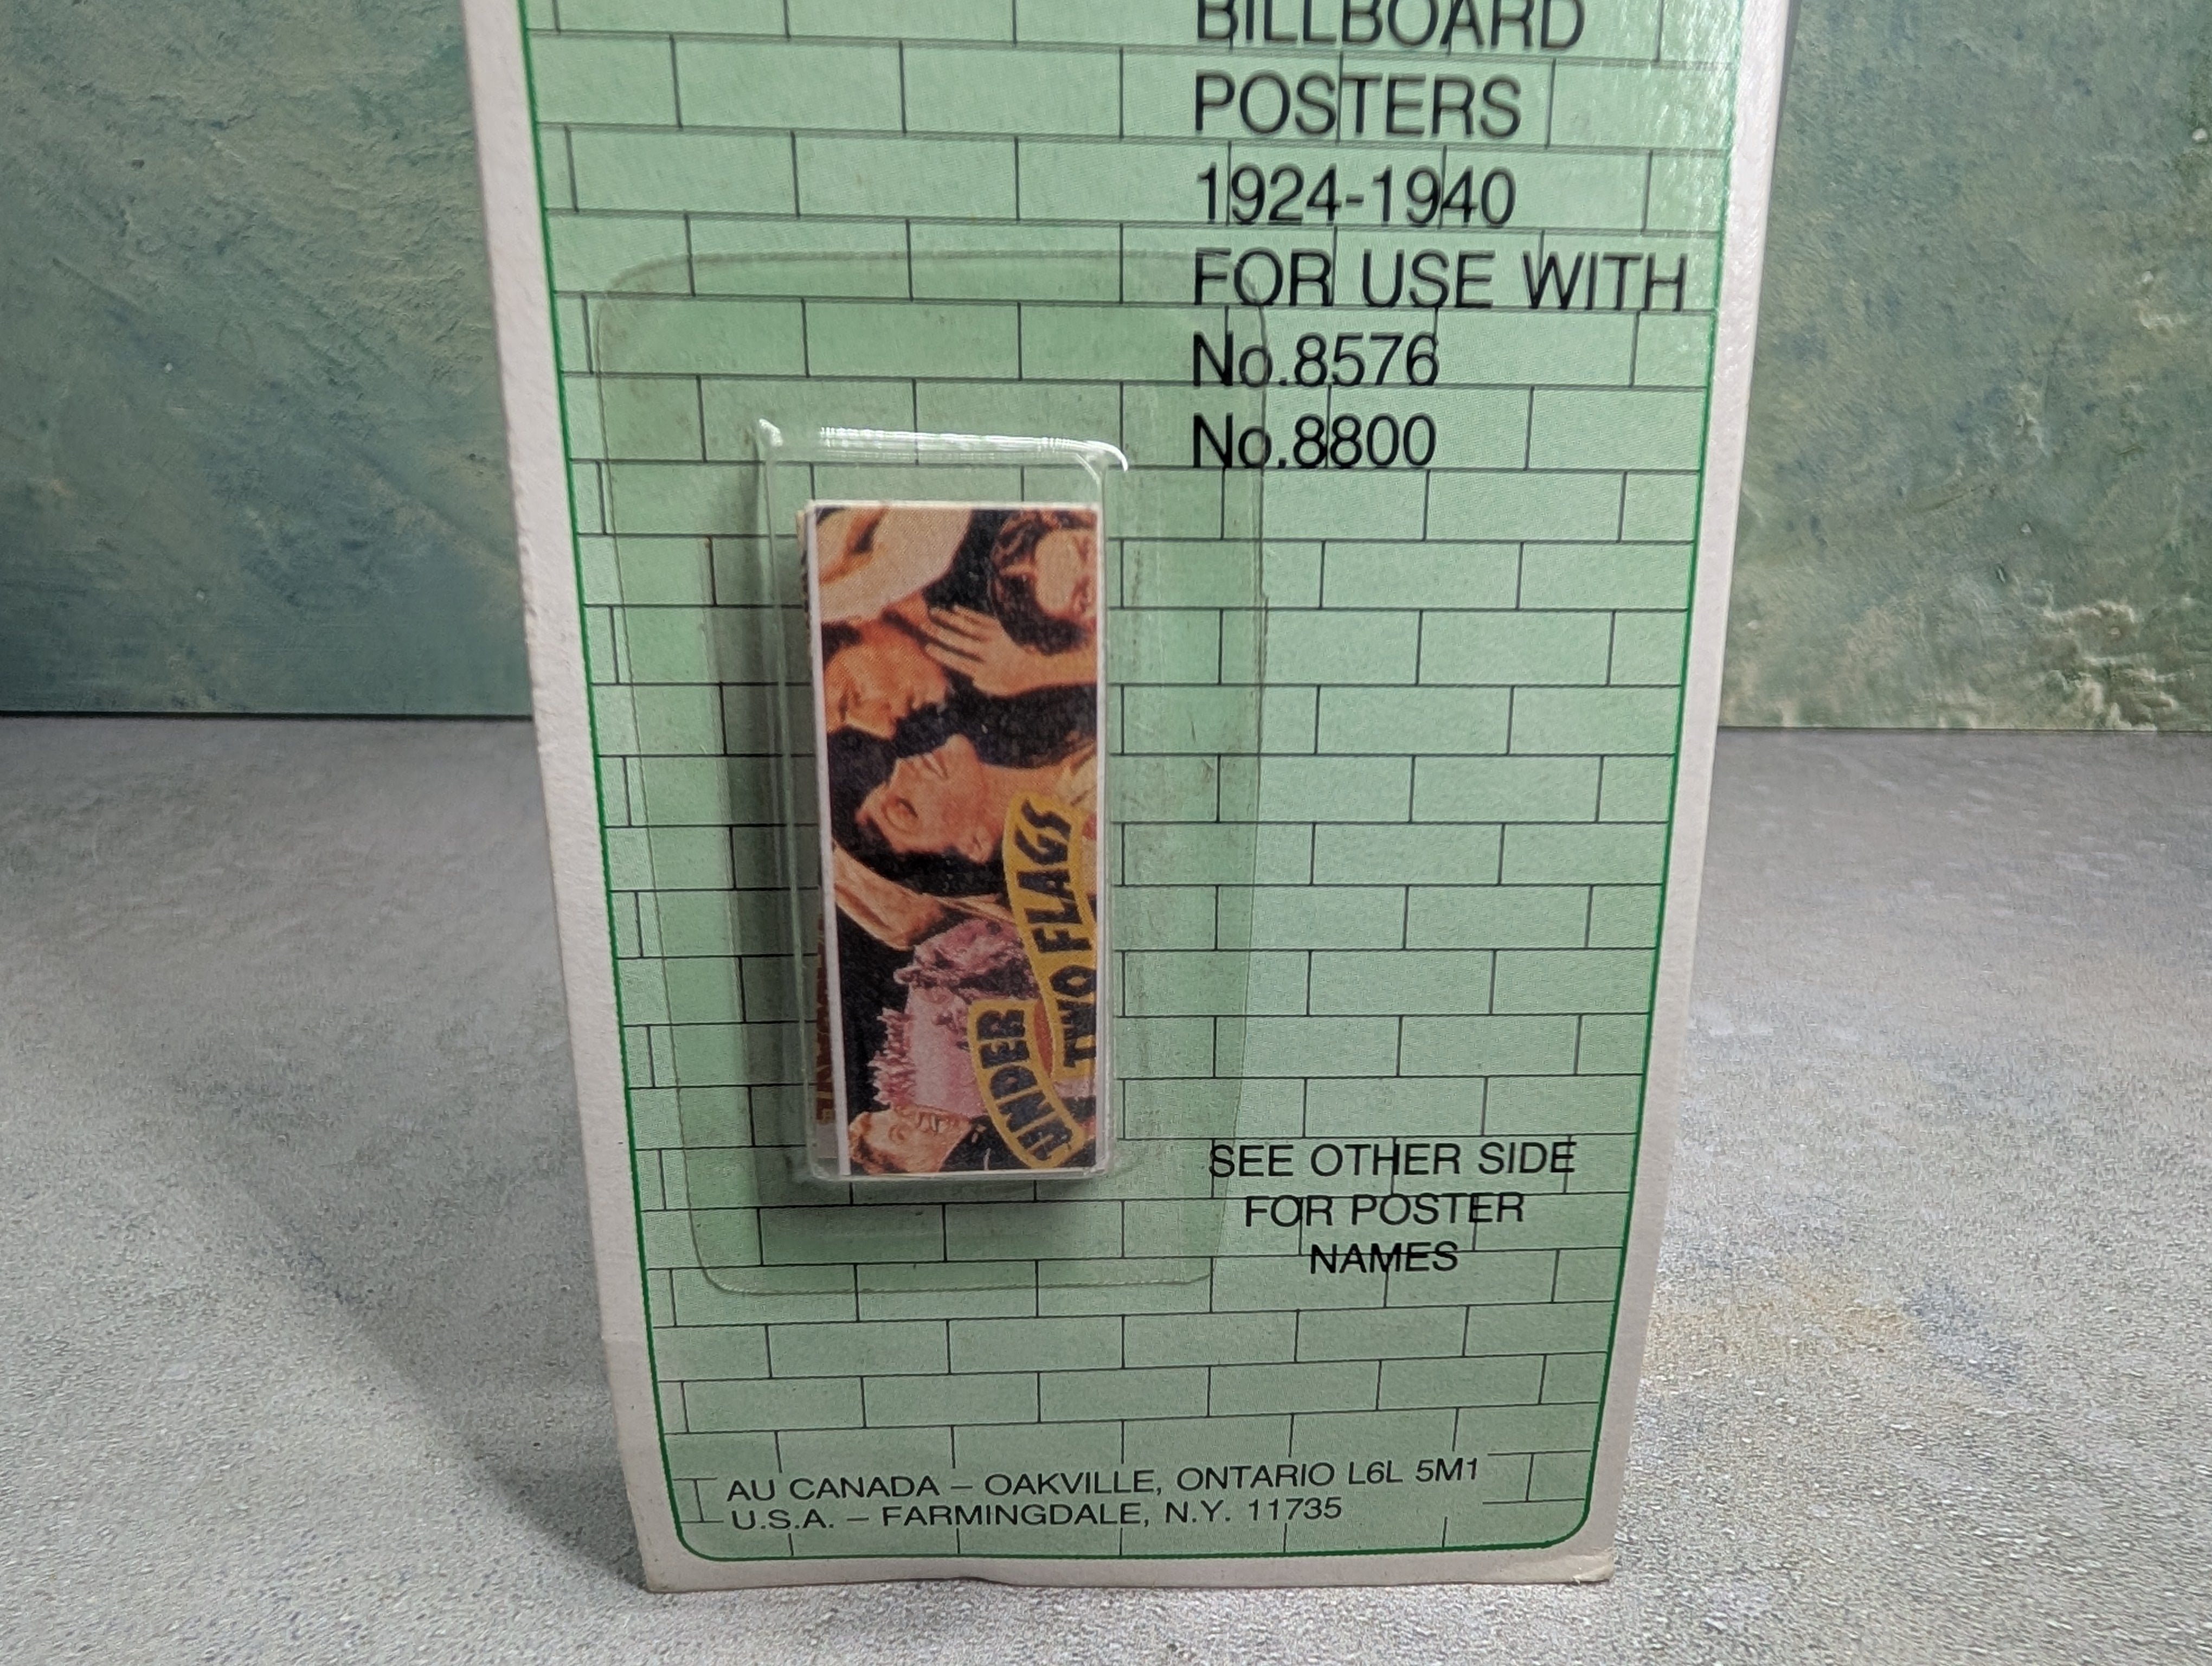 BILLBOARD
POSTERS
1924-1940
FOR USE WITH
No.8576
No.8800
UNDER
TWO FLAGS
SEE OTHER SIDE
FOR POSTER
NAMES
AU CANADA – OAKVILLE, ONTARIO L6L 5M1
U.S.A. – FARMINGDALE, N.Y. 11735